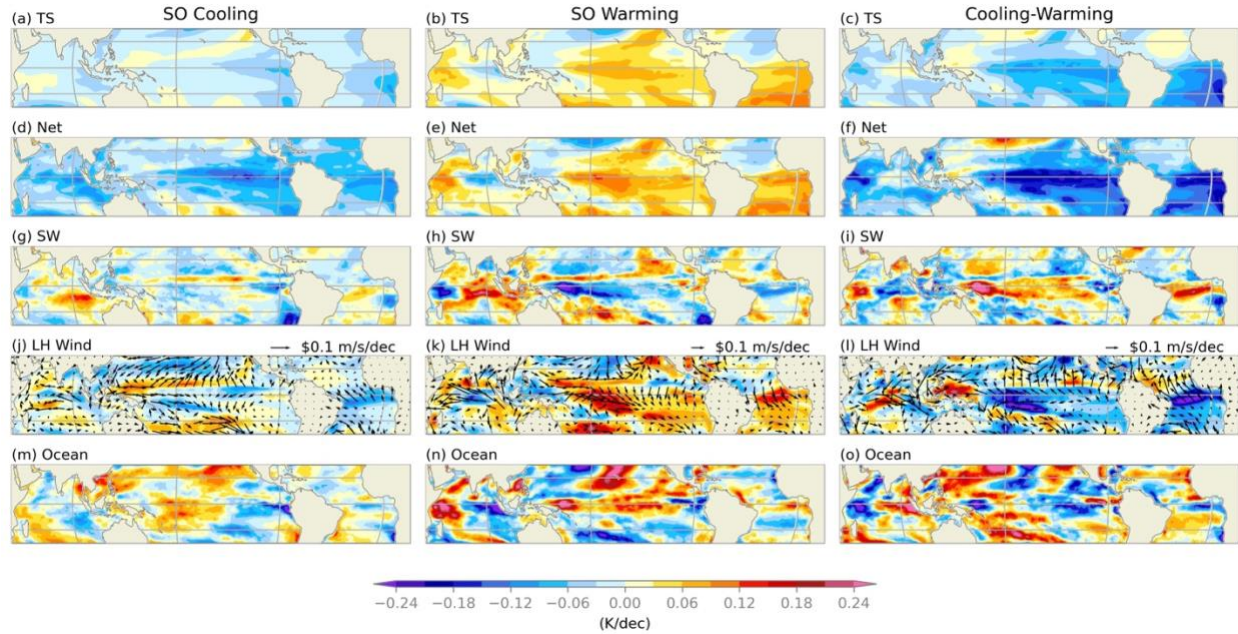 SO Cooling SO Warming Cooling-Warming
(a) TS (b) TS (c) TS
(d) Net (e) Net (f) Net
(g) SW (h) SW (i) SW
(j) LH Wind $0.1 m/s/dec (k) LH Wind $0.1 m/s/dec (l) LH Wind $0.1 m/s/dec
(m) Ocean (n) Ocean (o) Ocean
−0.24 −0.18 −0.12 −0.06 0.00 0.06 0.12 0.18 0.24
(K/dec)